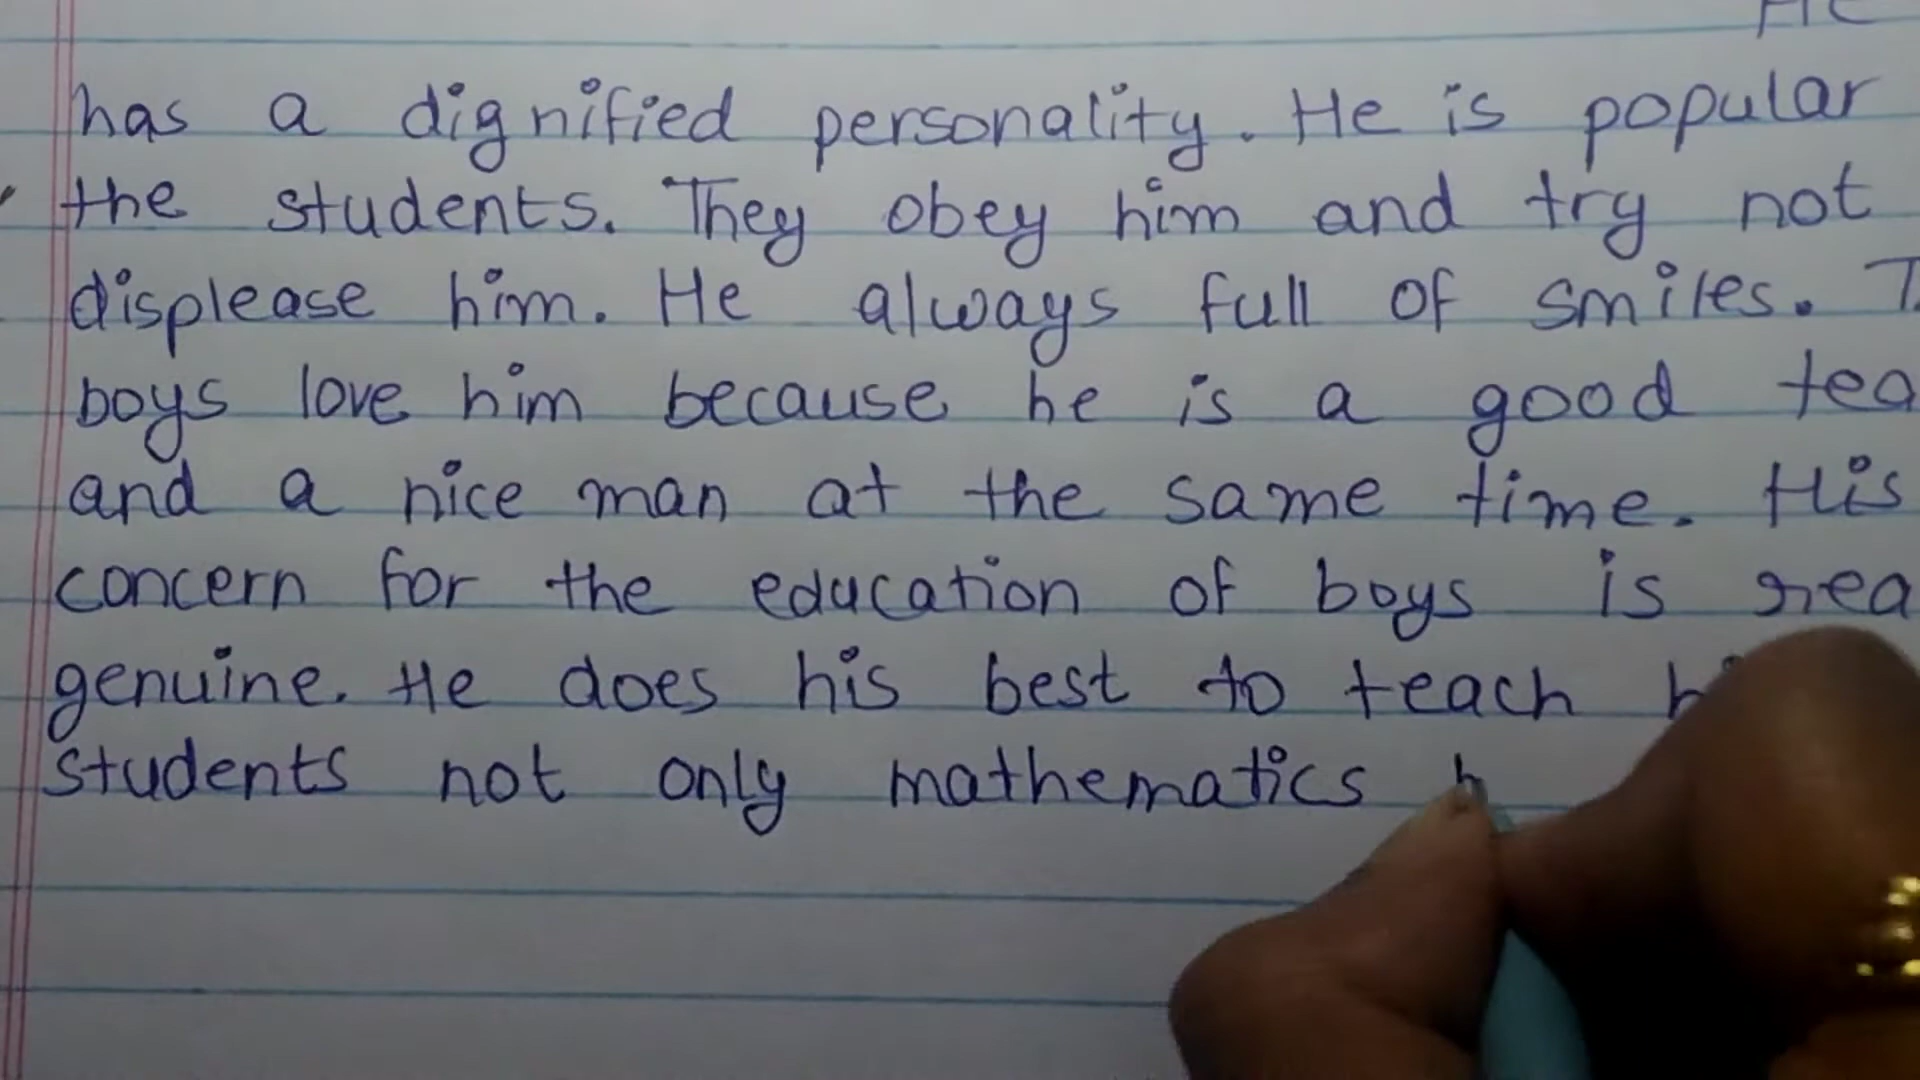 He
has a dignified personality. He is popular
the students. They obey him and try not
displease him. He always full of smiles.
boys love him because he is a good
and a nice man at the same time. His
concern for the education of boys is
genuine. He does his best to teach
students not only mathematics